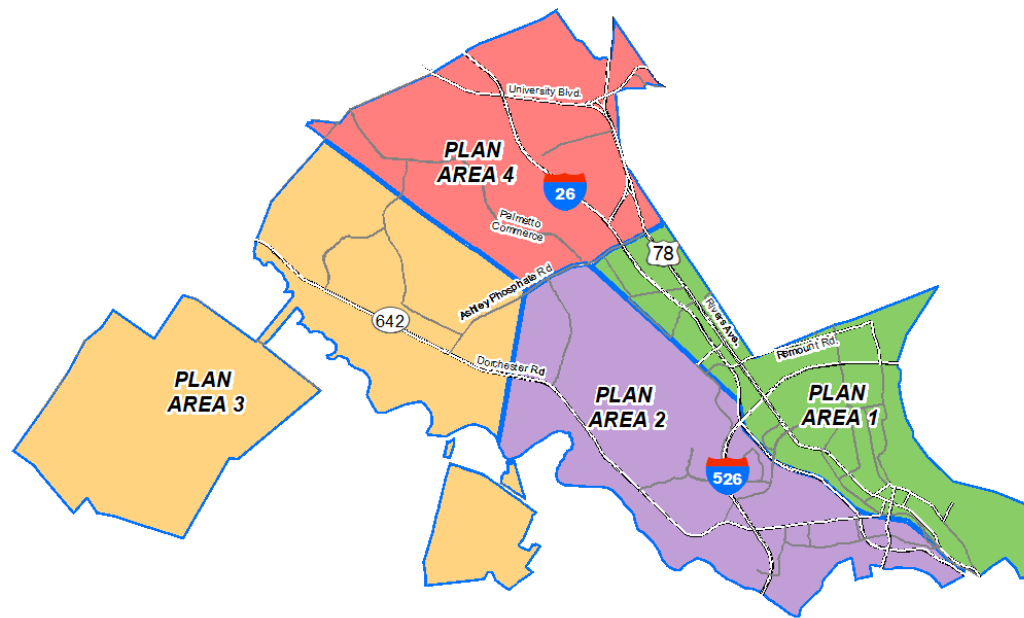 University Blvd.
PLAN
AREA 4
26
Palmetto
Commerce
78
Ashley Phosphate Rd
642
Rivers Ave.
Remount Rd.
Dorchester Rd
PLAN
AREA 3
PLAN
AREA 2
PLAN
AREA 1
526